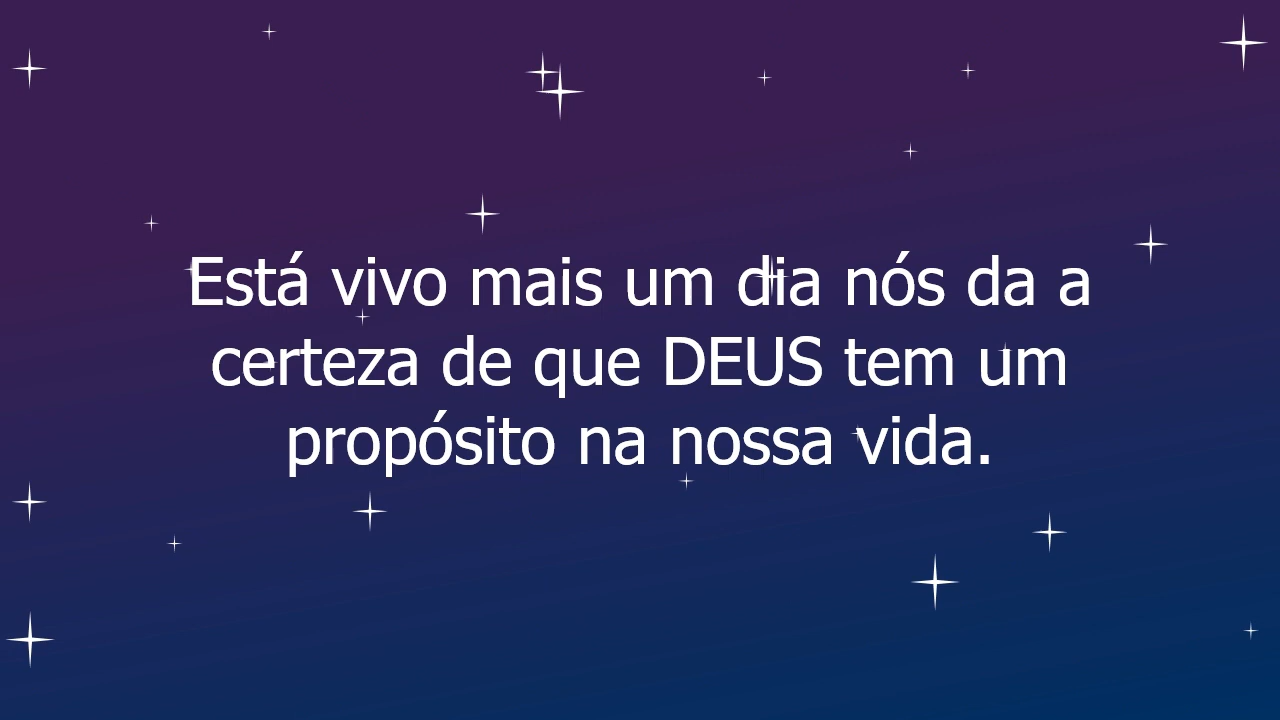 Está vivo mais um dia nós da a
certeza de que DEUS tem um
propósito na nossa vida.